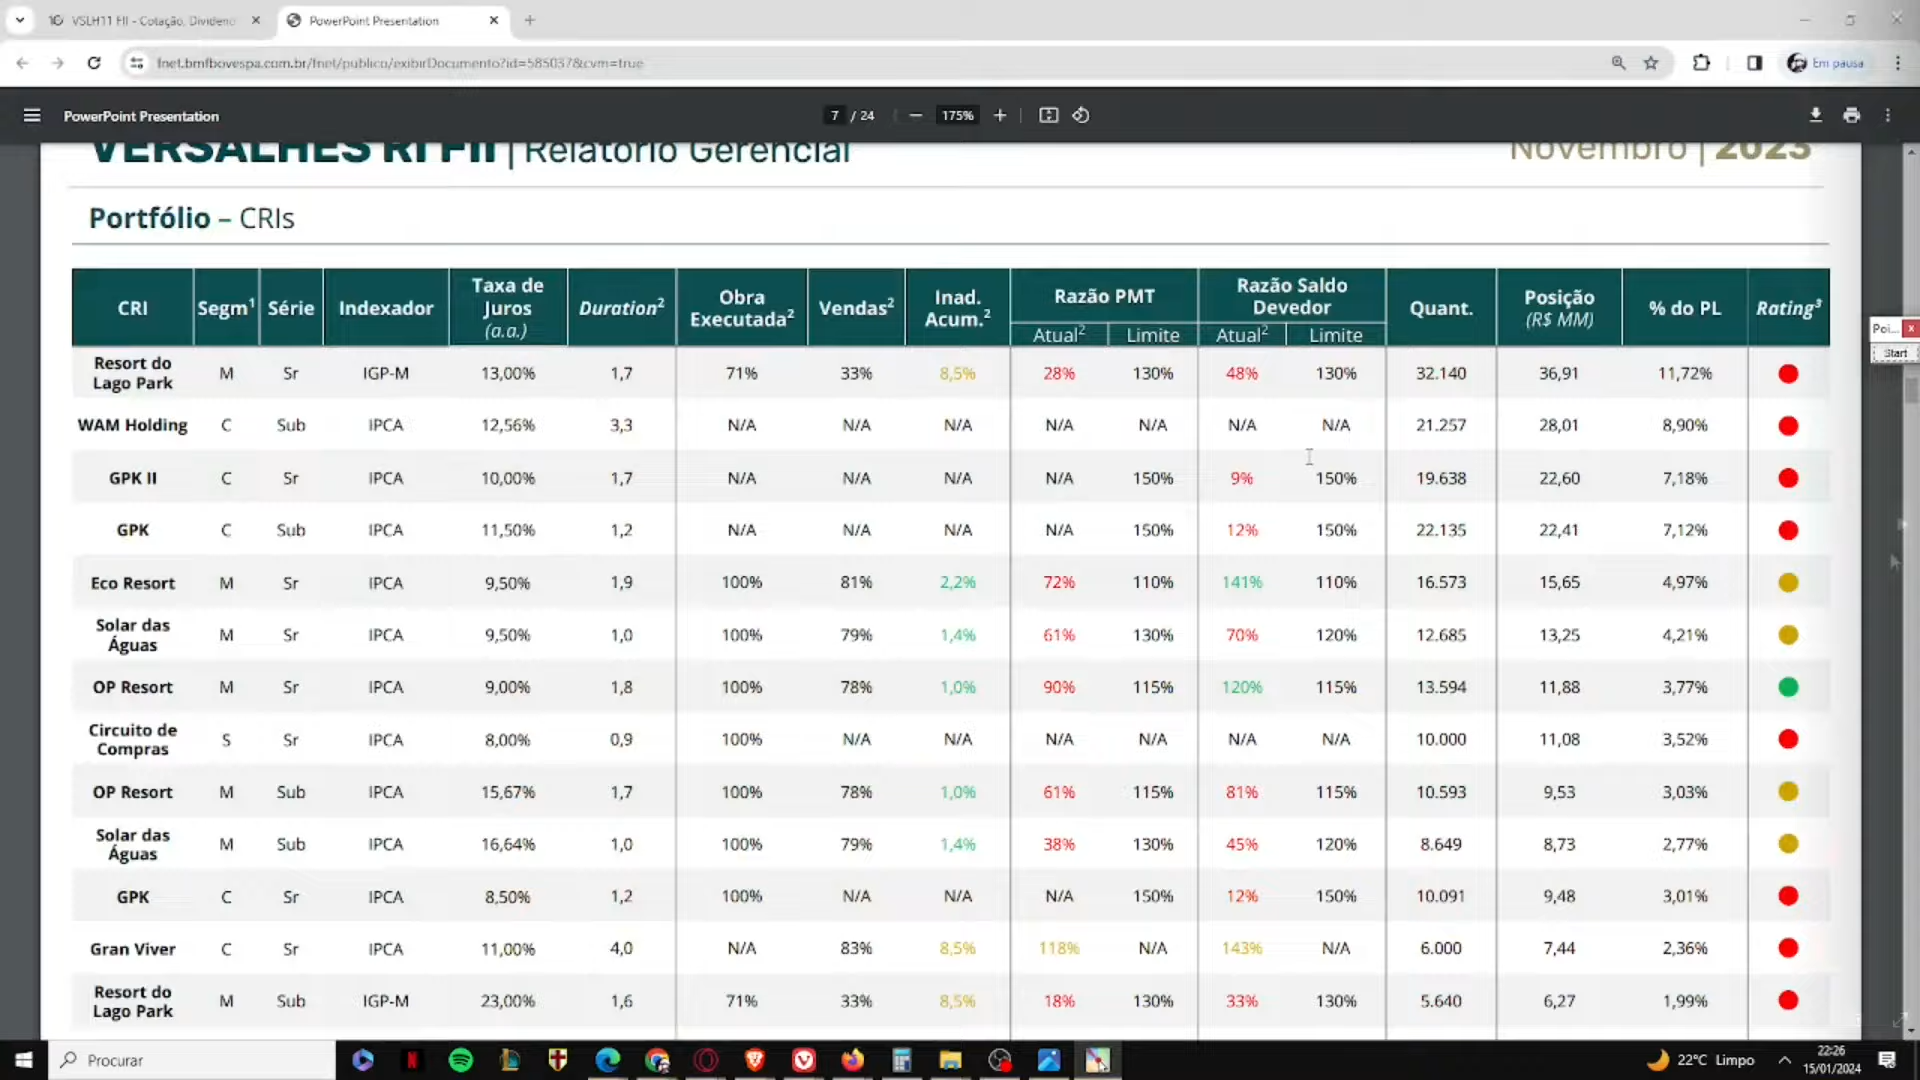 VSLH11 FII - Cotação, Dividend
PowerPoint Presentation
fnet.bmfbovespa.com.br/fnet/publico/exibirDocumento?id=585037&cvm=true
Em pausa
PowerPoint Presentation
7 / 24
175%
VERSALHES RI FII | Relatório Gerencial
Novembro | 2023
Portfólio – CRIs
CRI Segm¹ Série Indexador Taxa de Juros (a.a.) Duration² Obra Executada² Vendas² Inad. Acum.² Razão PMT Atual² Limite Razão Saldo Devedor Atual² Limite Quant. Posição (R$ MM) % do PL Rating³
Resort do Lago Park M Sr IGP-M 13,00% 1,7 71% 33% 8,5% 28% 130% 48% 130% 32.140 36,91 11,72%
WAM Holding C Sub IPCA 12,56% 3,3 N/A N/A N/A N/A N/A N/A N/A 21.257 28,01 8,90%
GPK II C Sr IPCA 10,00% 1,7 N/A N/A N/A N/A 150% 9% 150% 19.638 22,60 7,18%
GPK C Sub IPCA 11,50% 1,2 N/A N/A N/A N/A 150% 12% 150% 22.135 22,41 7,12%
Eco Resort M Sr IPCA 9,50% 1,9 100% 81% 2,2% 72% 110% 141% 110% 16.573 15,65 4,97%
Solar das Águas M Sr IPCA 9,50% 1,0 100% 79% 1,4% 61% 130% 70% 120% 12.685 13,25 4,21%
OP Resort M Sr IPCA 9,00% 1,8 100% 78% 1,0% 90% 115% 120% 115% 13.594 11,88 3,77%
Circuito de Compras S Sr IPCA 8,00% 0,9 100% N/A N/A N/A N/A N/A N/A 10.000 11,08 3,52%
OP Resort M Sub IPCA 15,67% 1,7 100% 78% 1,0% 61% 115% 81% 115% 10.593 9,53 3,03%
Solar das Águas M Sub IPCA 16,64% 1,0 100% 79% 1,4% 38% 130% 45% 120% 8.649 8,73 2,77%
GPK C Sr IPCA 8,50% 1,2 100% N/A N/A N/A 150% 12% 150% 10.091 9,48 3,01%
Gran Viver C Sr IPCA 11,00% 4,0 N/A 83% 8,5% 118% N/A 143% N/A 6.000 7,44 2,36%
Resort do Lago Park M Sub IGP-M 23,00% 1,6 71% 33% 8,5% 18% 130% 33% 130% 5.640 6,27 1,99%
Poi...
Start
Procurar
22°C Limpo
22:26
15/01/2024